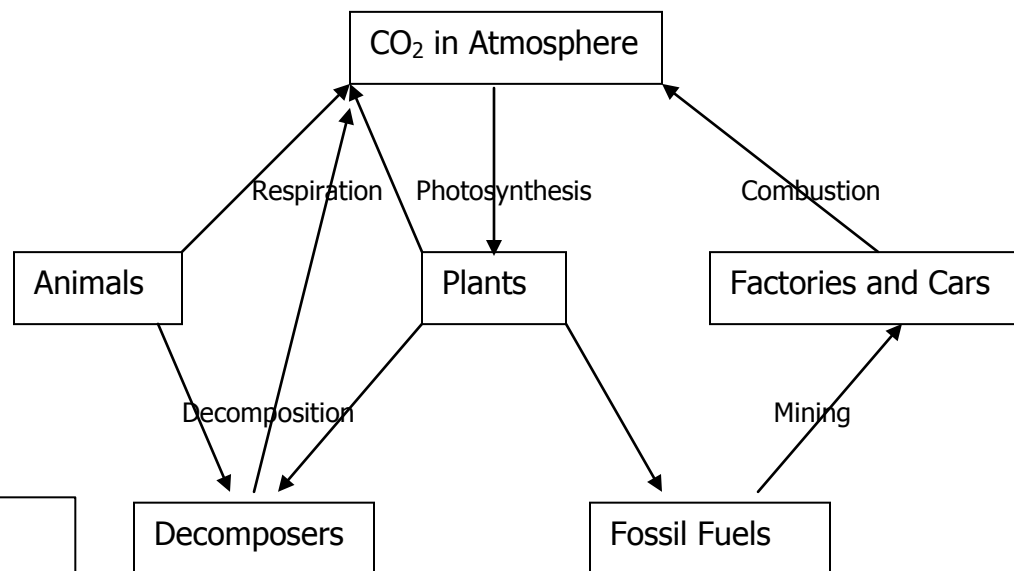 CO₂ in Atmosphere
Respiration
Photosynthesis
Combustion
Animals
Plants
Factories and Cars
Decomposition
Mining
Decomposers
Fossil Fuels